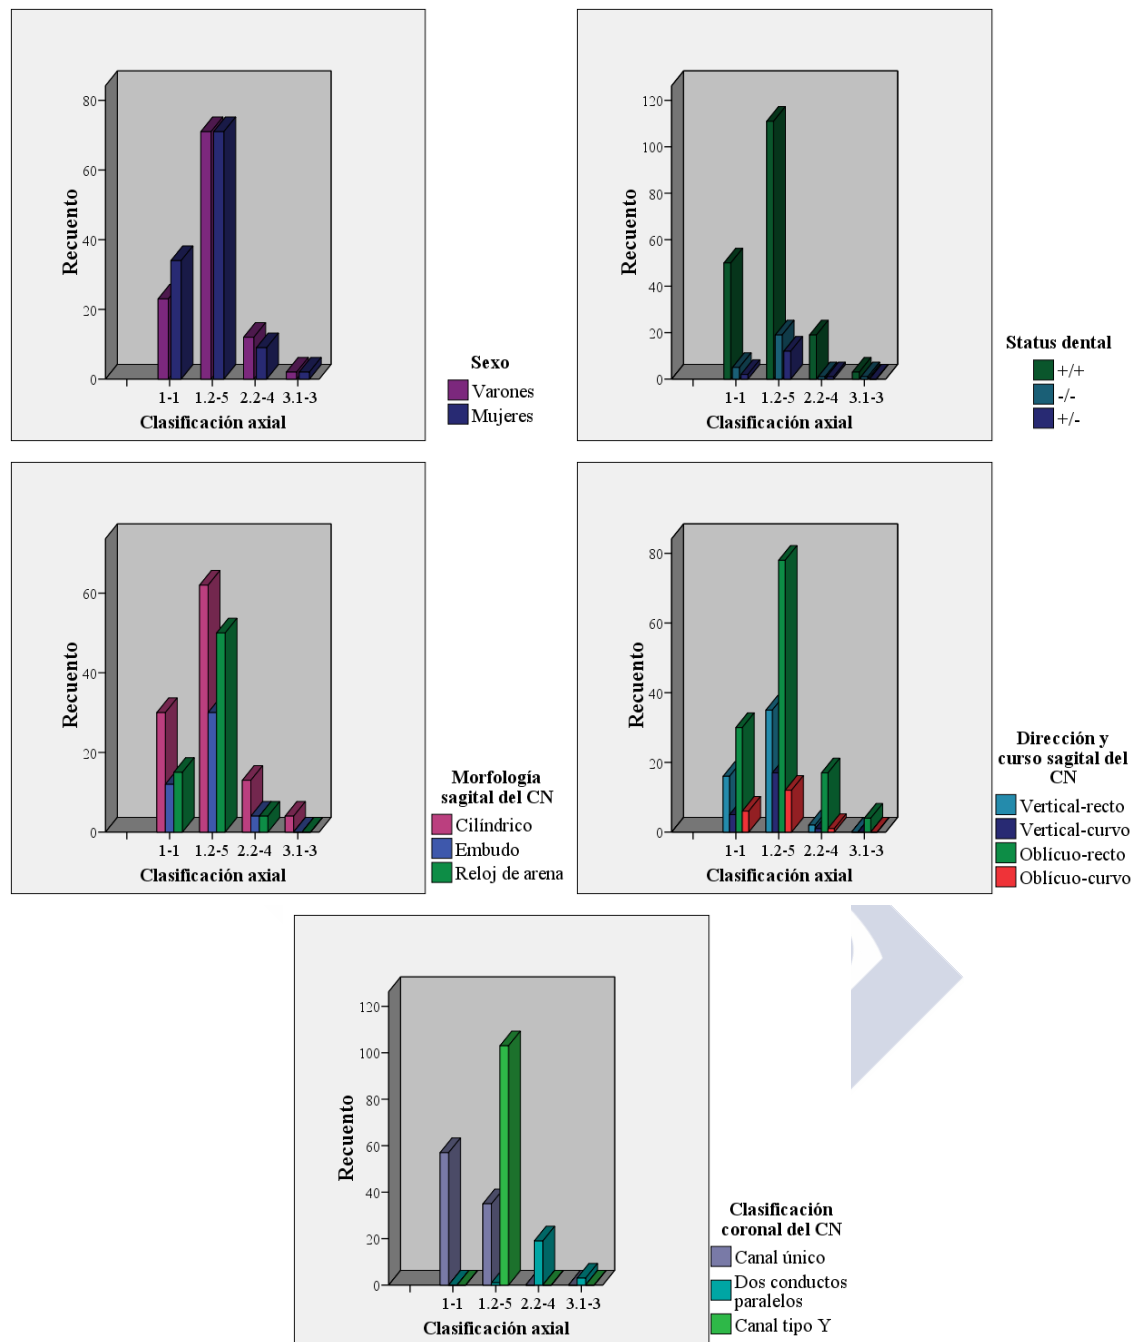 80
60
40
20
0
Recuento
1-1 1.2-5 2.2-4 3.1-3
Clasificación axial
Sexo
Varones
Mujeres
120
100
80
60
40
20
0
Recuento
1-1 1.2-5 2.2-4 3.1-3
Clasificación axial
Status dental
+/+
-/-
+/-
60
40
20
0
Recuento
1-1 1.2-5 2.2-4 3.1-3
Clasificación axial
Morfología
sagital del CN
Cilíndrico
Embudo
Reloj de arena
80
60
40
20
0
Recuento
1-1 1.2-5 2.2-4 3.1-3
Clasificación axial
Dirección y
curso sagital del
CN
Vertical-recto
Vertical-curvo
Oblícuo-recto
Oblícuo-curvo
120
100
80
60
40
20
0
Recuento
1-1 1.2-5 2.2-4 3.1-3
Clasificación axial
Clasificación
coronal del CN
Canal único
Dos conductos
paralelos
Canal tipo Y